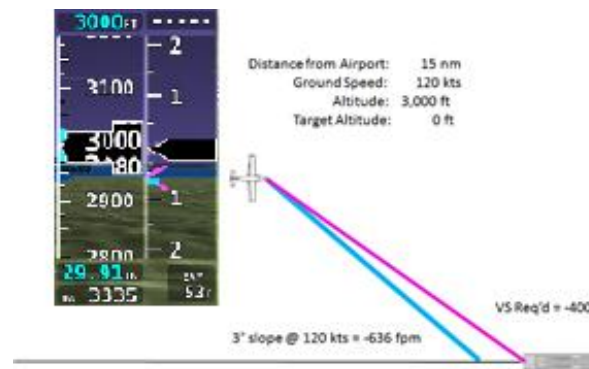 3000FT
-----
2
3100
1
3000
80
2900
1
2800
2
29.91 IN
3335
53
Distance from Airport: 15 nm
Ground Speed: 120 kts
Altitude: 3,000 ft
Target Altitude: 0 ft
VS Req'd = -400
3° slope @ 120 kts = -636 fpm